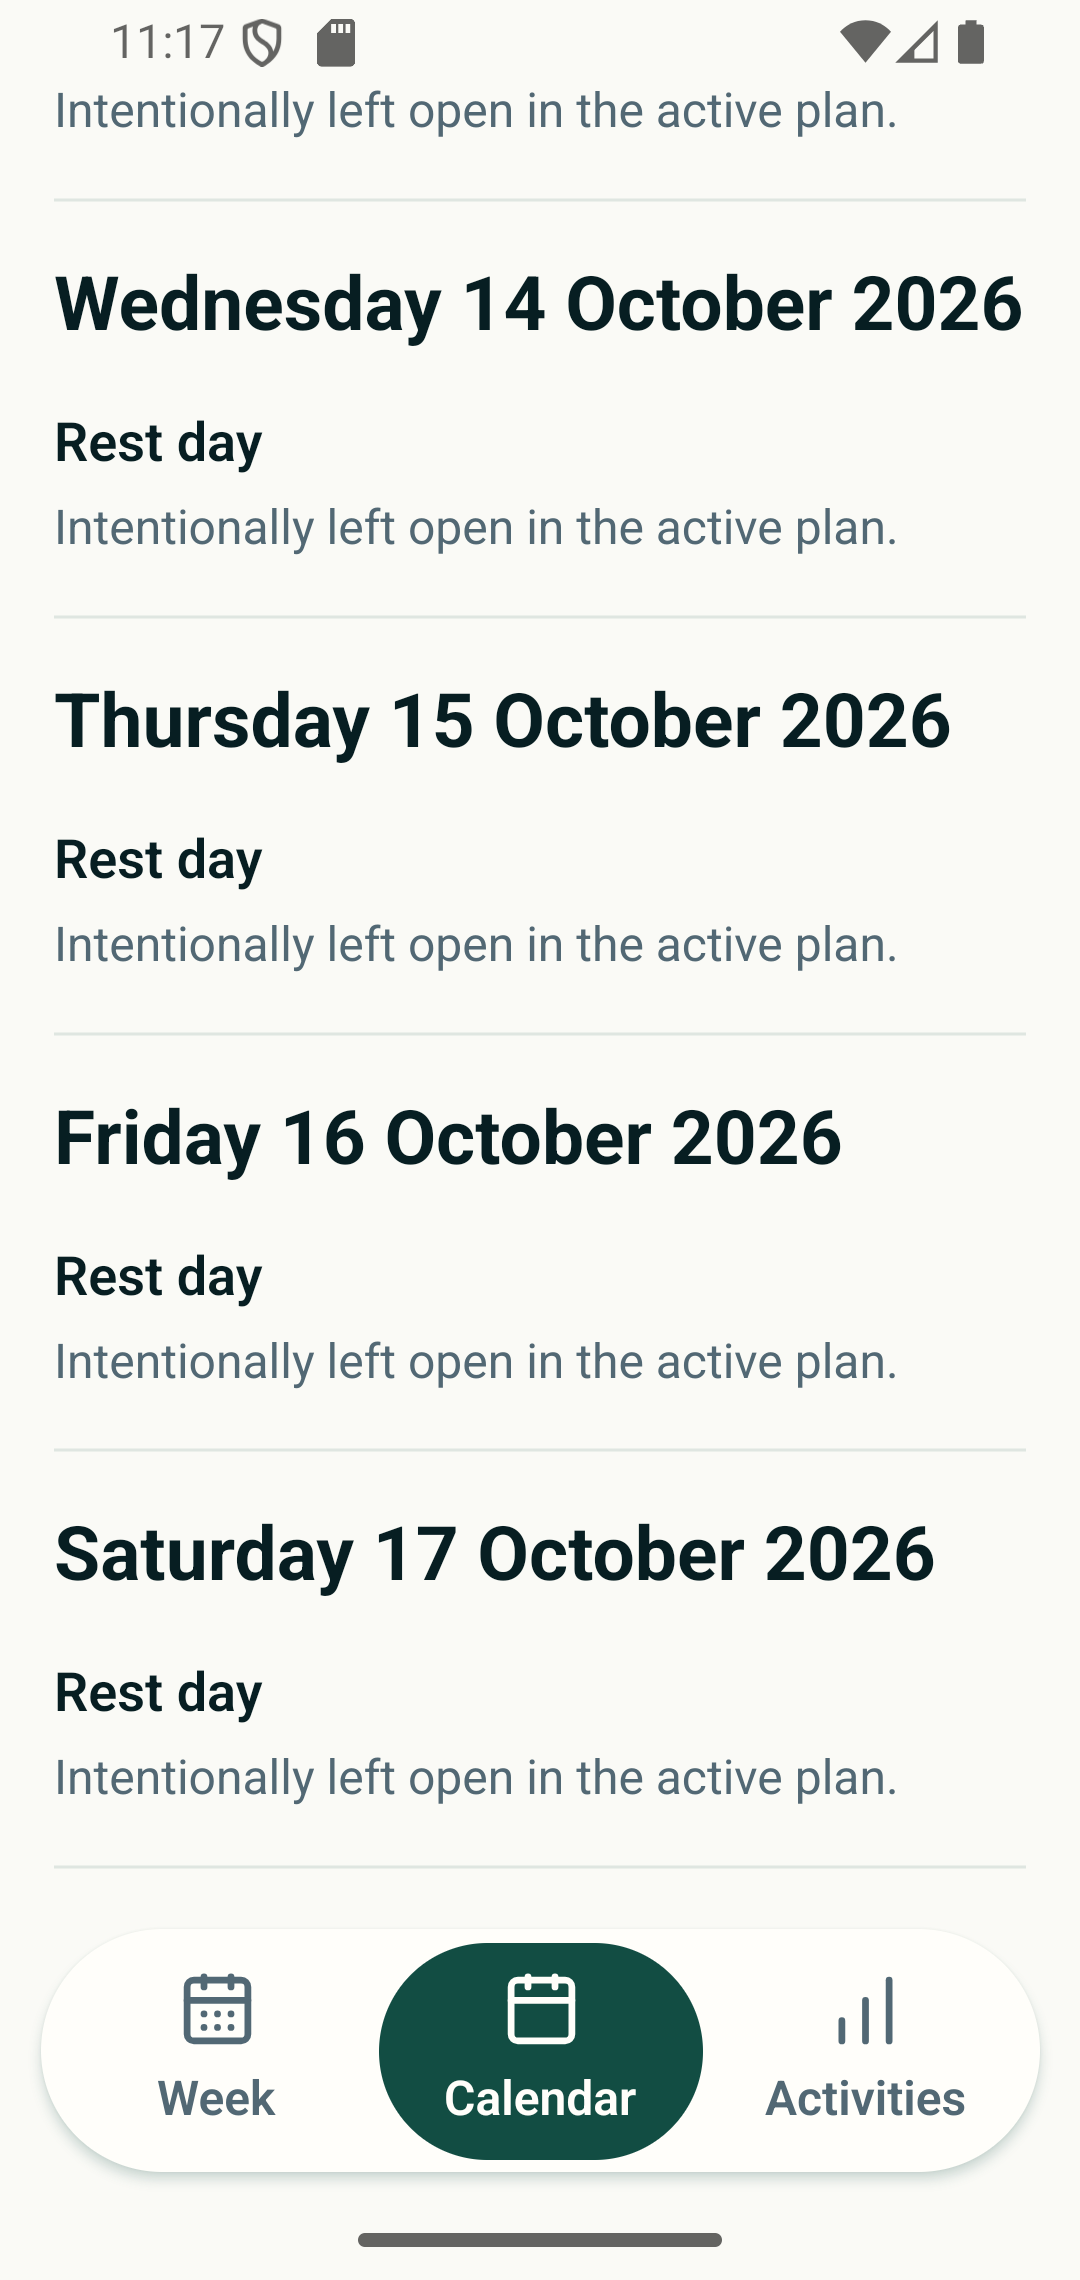 11:17
Intentionally left open in the active plan.
Wednesday 14 October 2026
Rest day
Intentionally left open in the active plan.
Thursday 15 October 2026
Rest day
Intentionally left open in the active plan.
Friday 16 October 2026
Rest day
Intentionally left open in the active plan.
Saturday 17 October 2026
Rest day
Intentionally left open in the active plan.
Week
Calendar
Activities